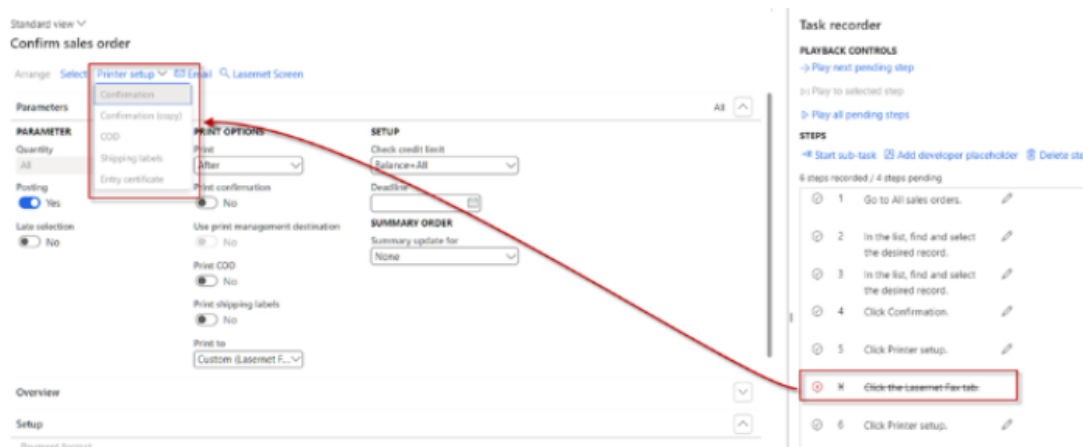 Standard view
Confirm sales order
Arrange Select Printer setup Email Lasernet Screen
Confirmation
Confirmation (copy)
COD
Shipping labels
Entry certificate
Parameters
All
PARAMETER
Quantity
All
Posting
Yes
Late selection
No
PRINT OPTIONS
Print
After
Print confirmation
No
Use print management destination
No
Print COD
No
Print shipping labels
No
Print to
Custom (Lasernet F...
SETUP
Check credit limit
Balance+All
Deadline
SUMMARY ORDER
Summary update for
None
Overview
Setup
Payment format
Task recorder
PLAYBACK CONTROLS
Play next pending step
Play to selected step
Play all pending steps
STEPS
Start sub-task Add developer placeholder Delete ste
6 steps recorded / 4 steps pending
1 Go to All sales orders.
2 In the list, find and select
the desired record.
3 In the list, find and select
the desired record.
4 Click Confirmation.
5 Click Printer setup.
X Click the Lasernet Fax tab.
6 Click Printer setup.